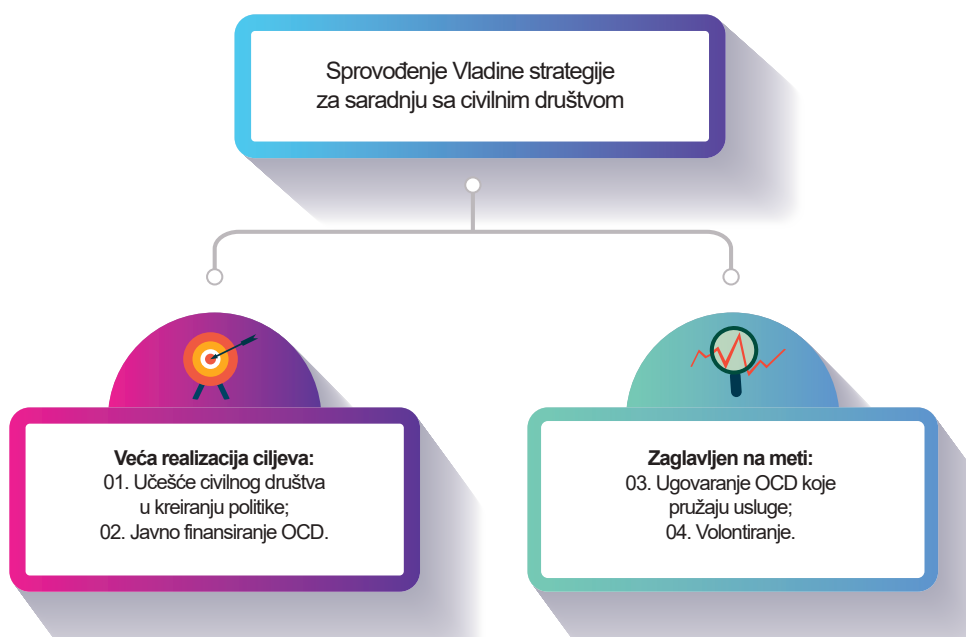 Sprovođenje Vladine strategije
za saradnju sa civilnim društvom
Veća realizacija ciljeva:
01. Učešće civilnog društva
u kreiranju politike;
02. Javno finansiranje OCD.
Zaglavljen na meti:
03. Ugovaranje OCD koje
pružaju usluge;
04. Volontiranje.